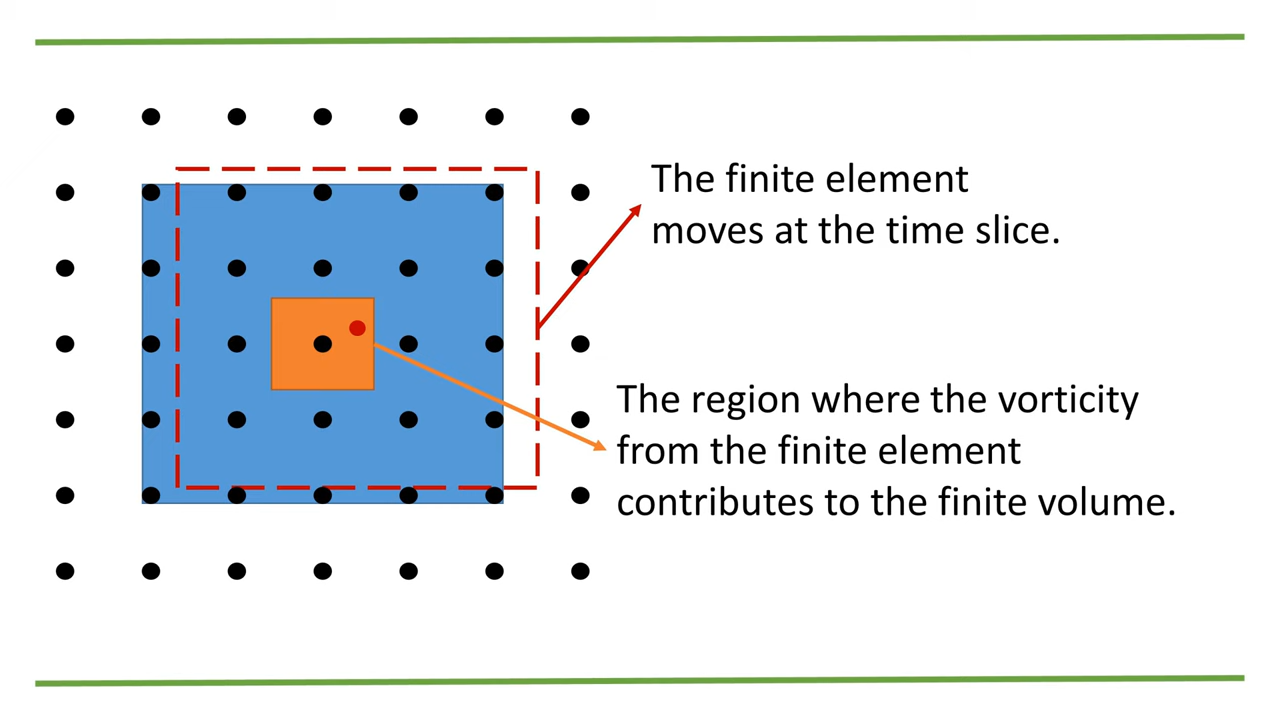 The finite element
moves at the time slice.
The region where the vorticity
from the finite element
contributes to the finite volume.